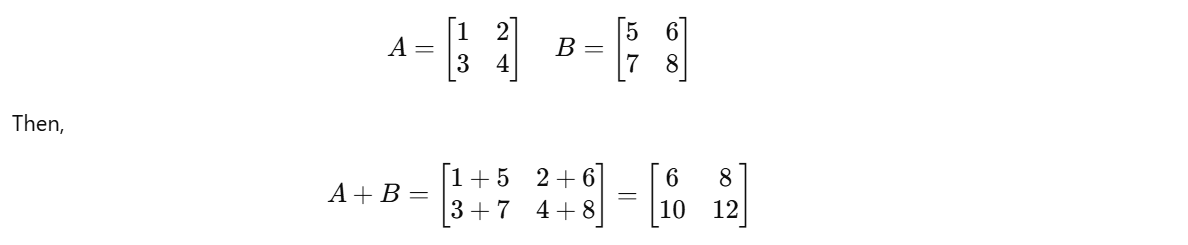 A = [1 2 3 4] B = [5 6 7 8]
Then,
A + B = [1 + 5 2 + 6 3 + 7 4 + 8] = [6 8 10 12]